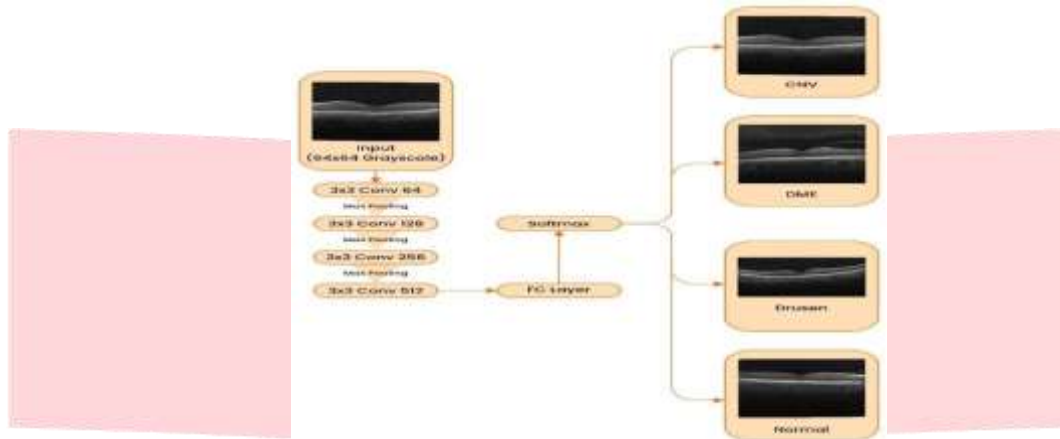 Input
(64x64 Grayscale)
3x3 Conv 64
Max Pooling
3x3 Conv 128
Max Pooling
3x3 Conv 256
Max Pooling
3x3 Conv 512
FC Layer
Softmax
CNV
DME
Drusen
Normal